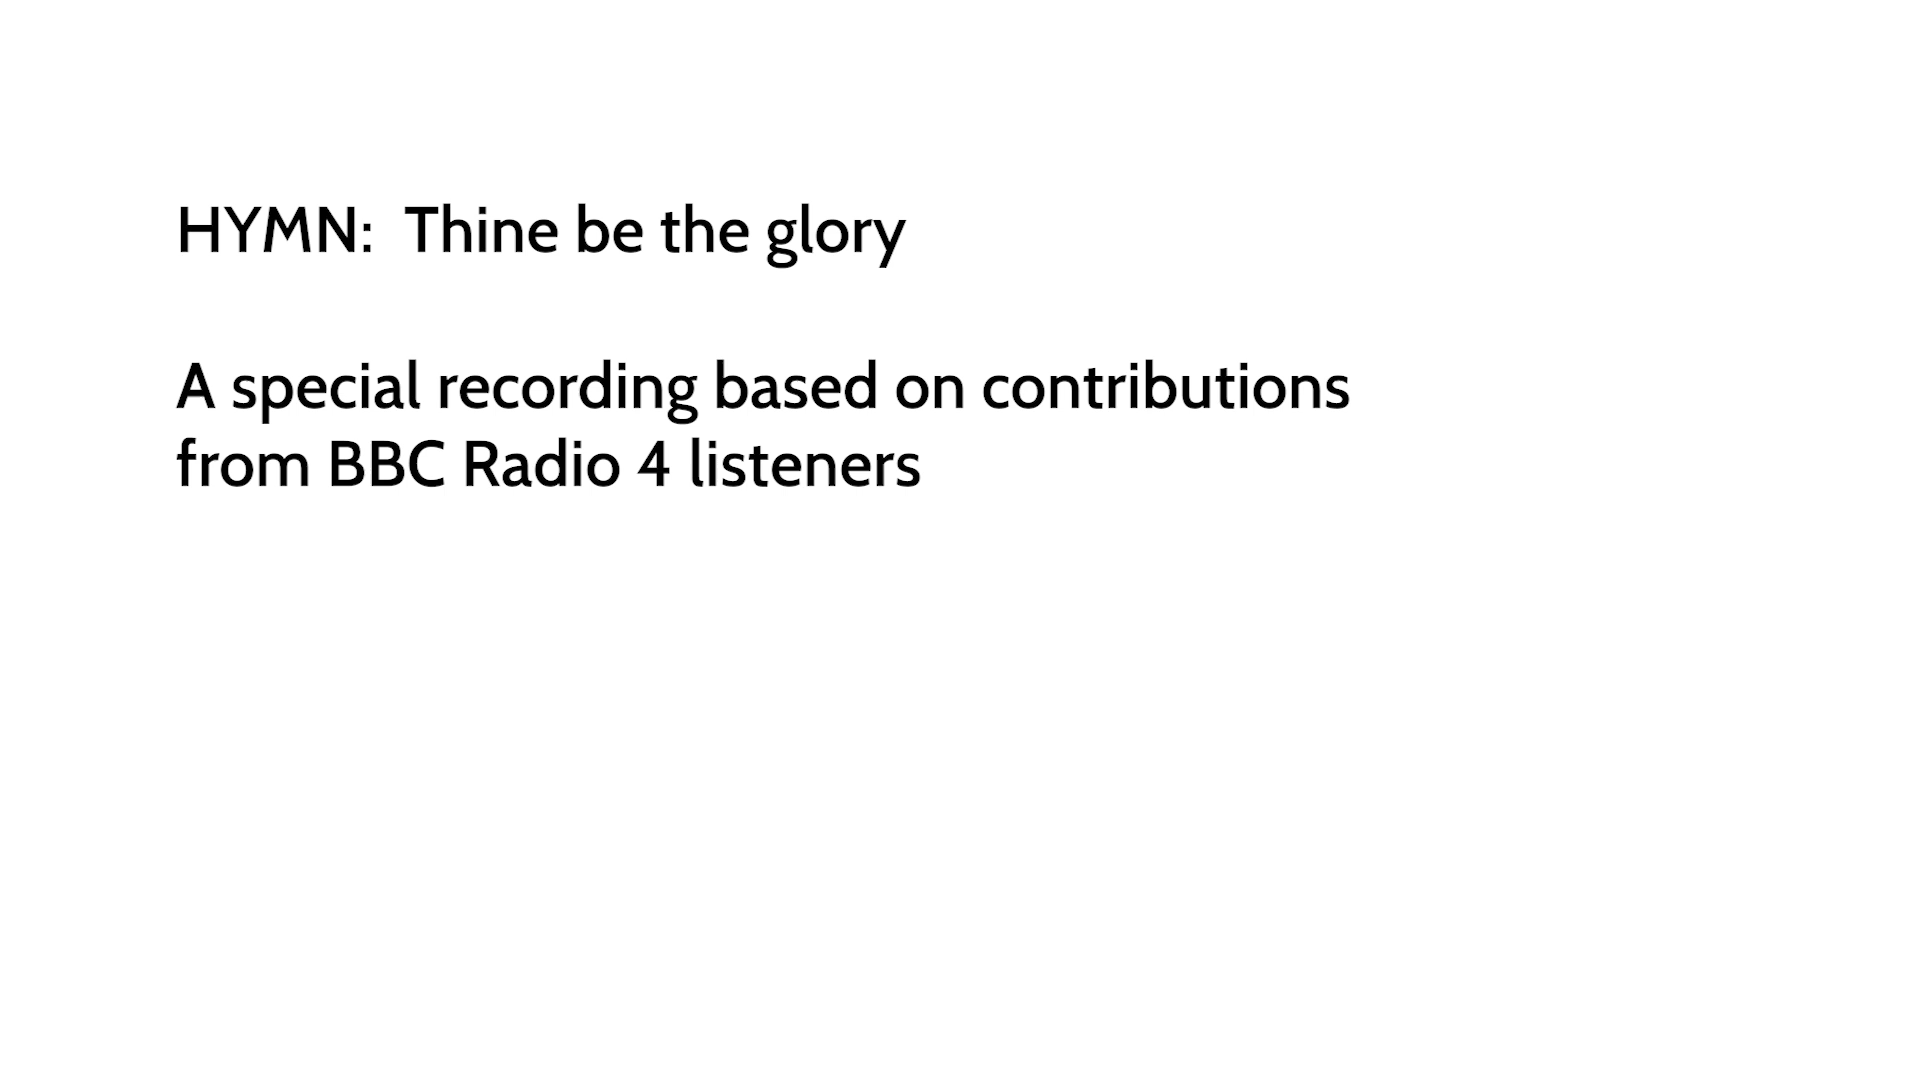 HYMN:  Thine be the glory
A special recording based on contributions
from BBC Radio 4 listeners